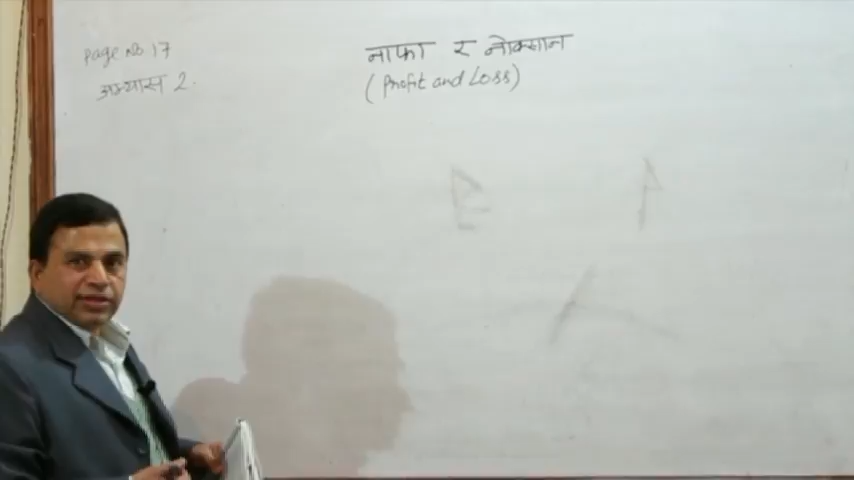 Page No 17
अभ्यास 2.
नाफा र नोक्सान
(Profit and Loss)